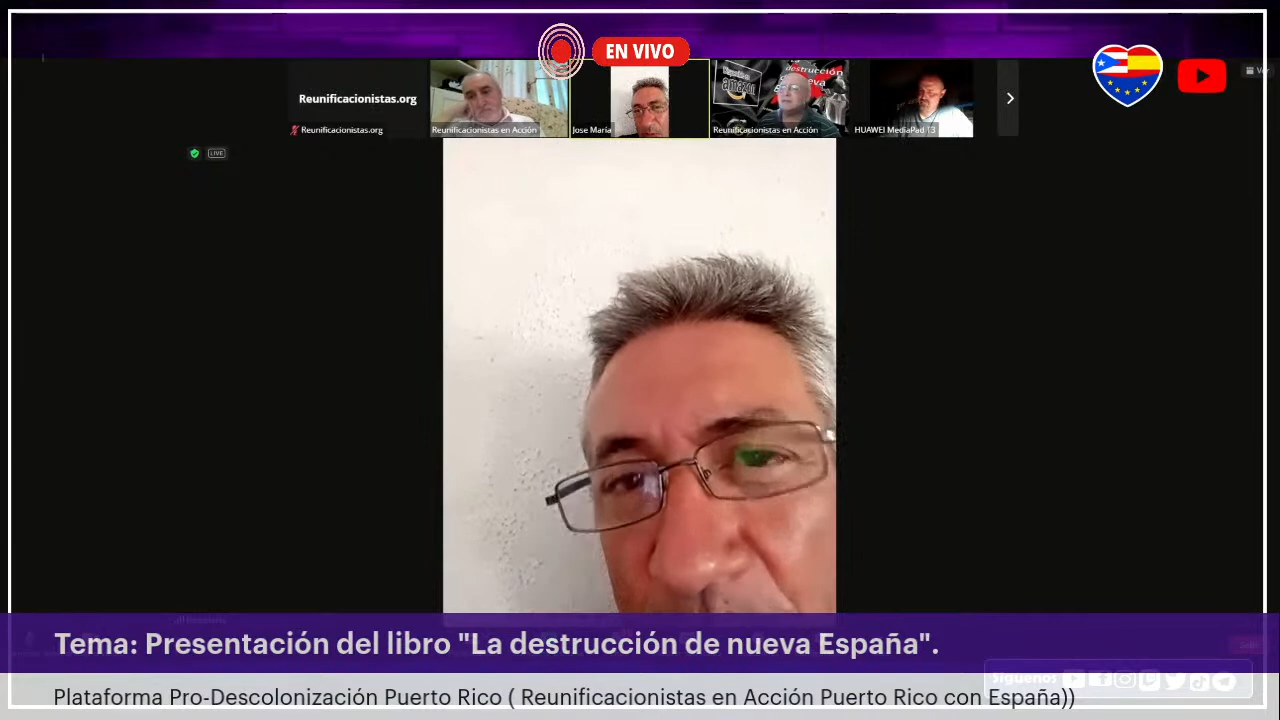 EN VIVO
Reunificacionistas.org
Reunificacionistas.org
Reunificacionistas en Acción
Jose María
Reunificacionistas en Acción
HUAWEI MediaPad T3
amazon
destrucción
LIVE
Tema: Presentación del libro "La destrucción de nueva España".
Síguenos
Plataforma Pro-Descolonización Puerto Rico ( Reunificacionistas en Acción Puerto Rico con España))